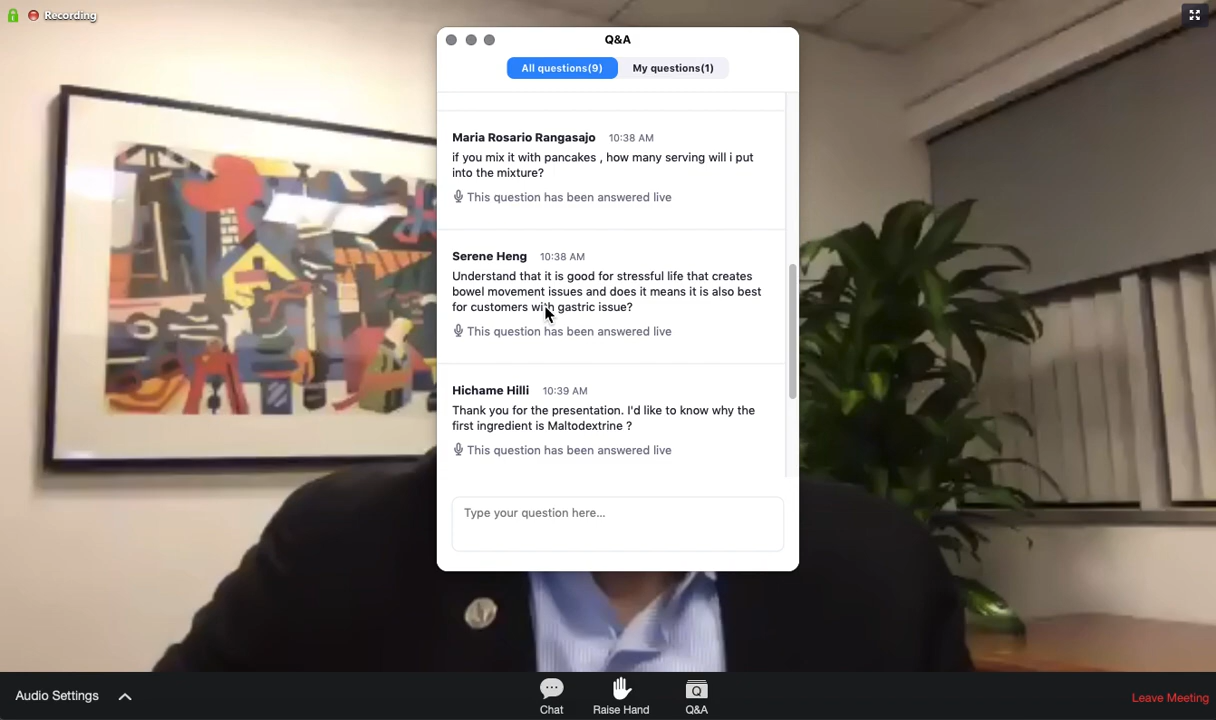 Recording
Q&A
All questions(9)
My questions(1)
Maria Rosario Rangasajo 10:38 AM
if you mix it with pancakes , how many serving will i put
into the mixture?
This question has been answered live
Serene Heng 10:38 AM
Understand that it is good for stressful life that creates
bowel movement issues and does it means it is also best
for customers with gastric issue?
This question has been answered live
Hichame Hilli 10:39 AM
Thank you for the presentation. I'd like to know why the
first ingredient is Maltodextrine ?
This question has been answered live
Type your question here...
Audio Settings
Chat
Raise Hand
Q
Q&A
Leave Meeting